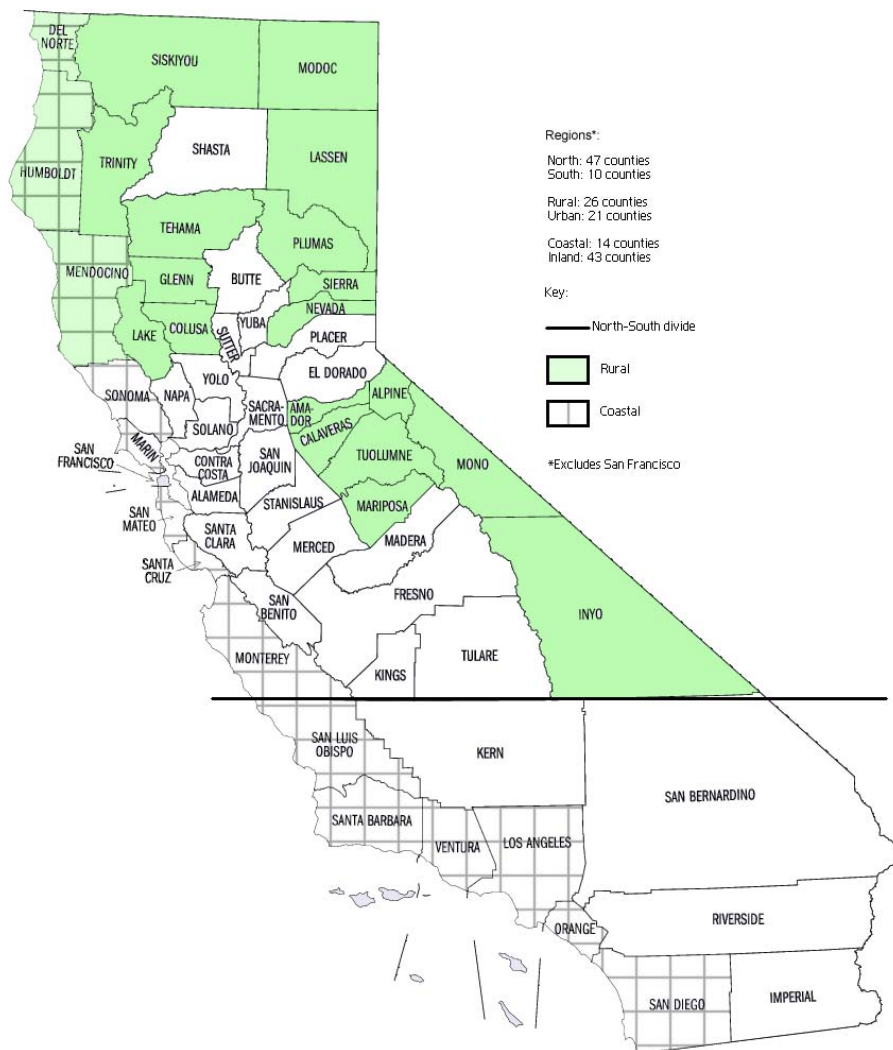 DEL
NORTE
SISKIYOU
MODOC
HUMBOLDT
TRINITY
SHASTA
LASSEN
TEHAMA
PLUMAS
MENDOCINO
GLENN
BUTTE
SIERRA
NEVADA
LAKE
COLUSA
SUTTER
YUBA
PLACER
EL DORADO
SONOMA
NAPA
YOLO
SACRA-
MENTO
AMA-
DOR
ALPINE
SOLANO
CALAVERAS
MARIN
SAN
FRANCISCO
CONTRA
COSTA
SAN
JOAQUIN
TUOLUMNE
MONO
ALAMEDA
STANISLAUS
MARIPOSA
SAN
MATEO
SANTA
CLARA
MERCED
MADERA
SANTA
CRUZ
SAN
BENITO
FRESNO
INYO
MONTEREY
KINGS
TULARE
SAN LUIS
OBISPO
KERN
SAN BERNARDINO
SANTA BARBARA
VENTURA
LOS ANGELES
ORANGE
RIVERSIDE
SAN DIEGO
IMPERIAL
Regions*:
North: 47 counties
South: 10 counties
Rural: 26 counties
Urban: 21 counties
Coastal: 14 counties
Inland: 43 counties
Key:
North-South divide
Rural
Coastal
*Excludes San Francisco